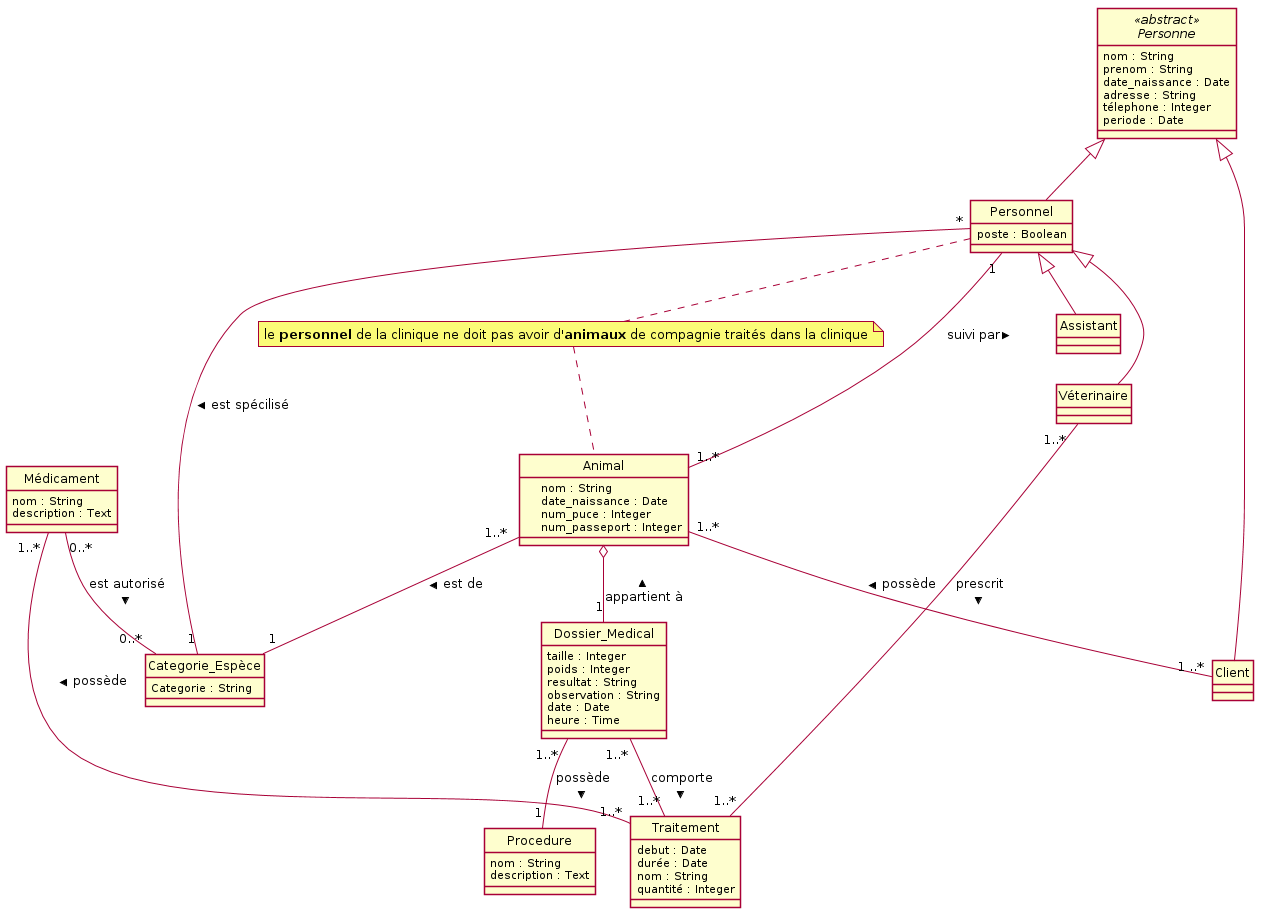 «abstract»
Personne
nom : String
prenom : String
date_naissance : Date
adresse : String
télephone : Integer
periode : Date
Personnel
poste : Boolean
*
1
Assistant
suivi par ►
le personnel de la clinique ne doit pas avoir d'animaux de compagnie traités dans la clinique
Véterinaire
◄ est spécilisé
1..*
1..*
Animal
nom : String
date_naissance : Date
num_puce : Integer
num_passeport : Integer
Médicament
nom : String
description : Text
1..*
0..*
1..*
1..*
est autorisé
▼
◄ est de
▲
appartient à
◄ possède
prescrit
▼
0..*
1
1
1
Dossier_Medical
taille : Integer
poids : Integer
resultat : String
observation : String
date : Date
heure : Time
Categorie_Espèce
Categorie : String
◄ possède
1..*
Client
1..*
1..*
possède
▼
comporte
▼
1
1..*
1..*
1..*
Procedure
nom : String
description : Text
Traitement
debut : Date
durée : Date
nom : String
quantité : Integer